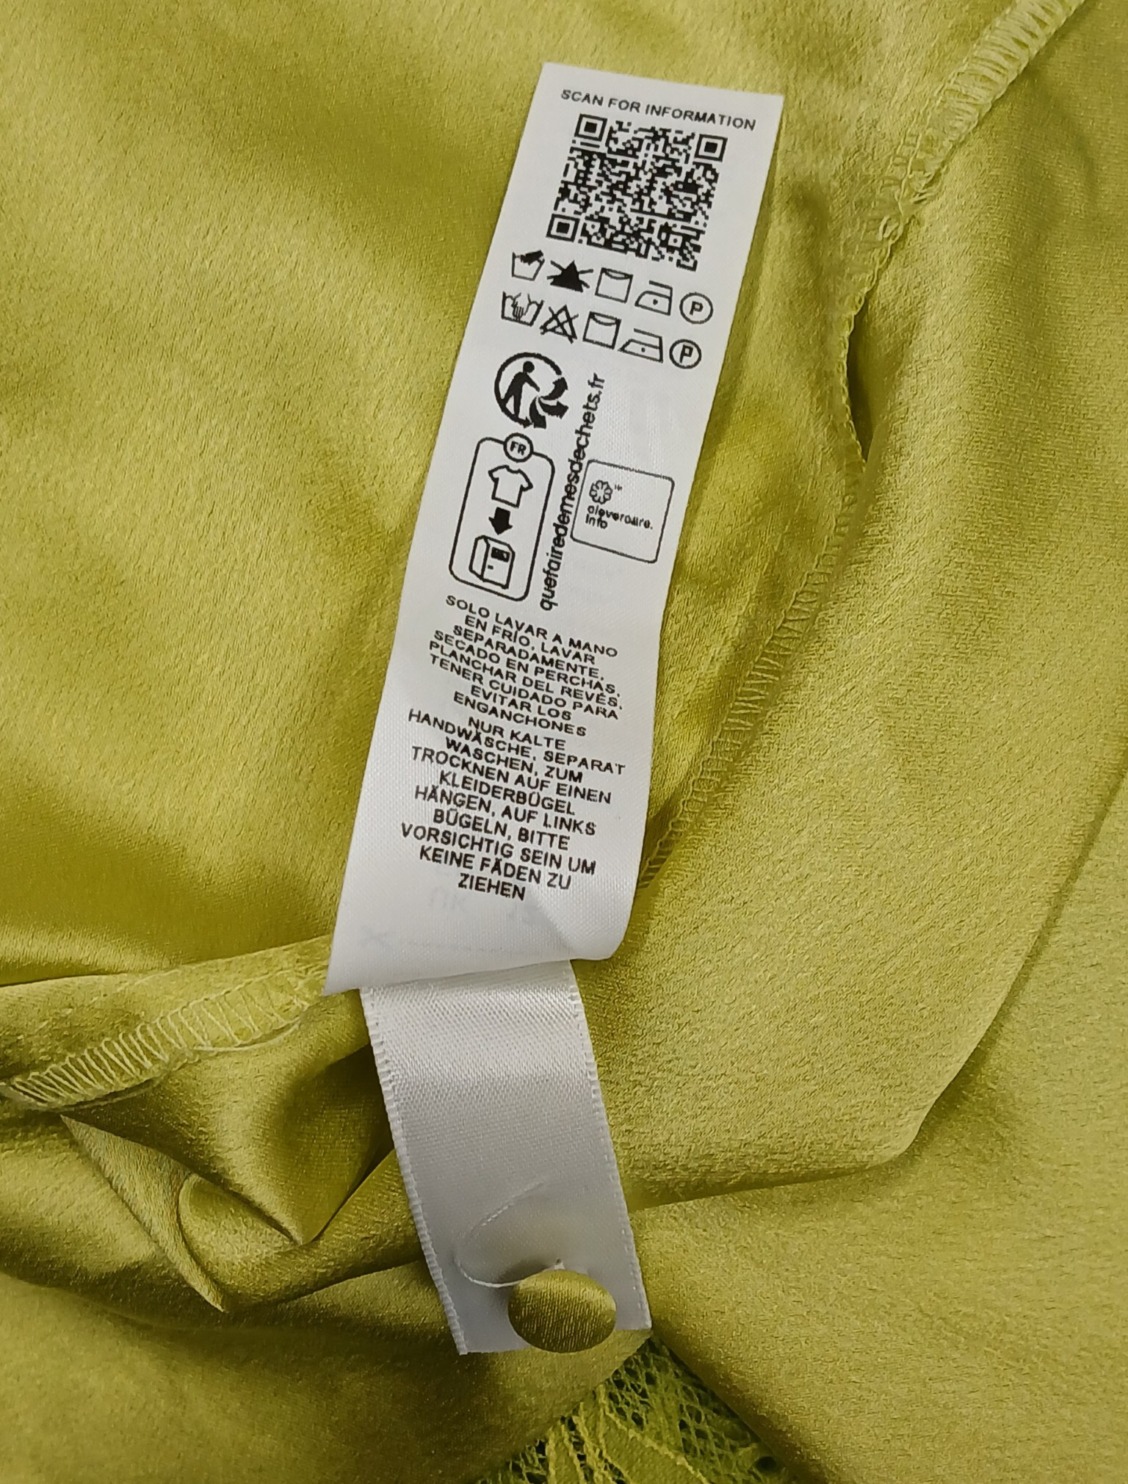 SCAN FOR INFORMATION
P
P
FR
quefairedemesdechets.fr
clevercare.
info
SOLO LAVAR A MANO
EN FRÍO, LAVAR
SEPARADAMENTE,
SECADO EN PERCHAS,
PLANCHAR DEL REVÉS,
TENER CUIDADO PARA
EVITAR LOS
ENGANCHONES
NUR KALTE
HANDWÄSCHE, SEPARAT
WASCHEN, ZUM
TROCKNEN AUF EINEN
KLEIDERBÜGEL
HÄNGEN, AUF LINKS
BÜGELN, BITTE
VORSICHTIG SEIN UM
KEINE FÄDEN ZU
ZIEHEN